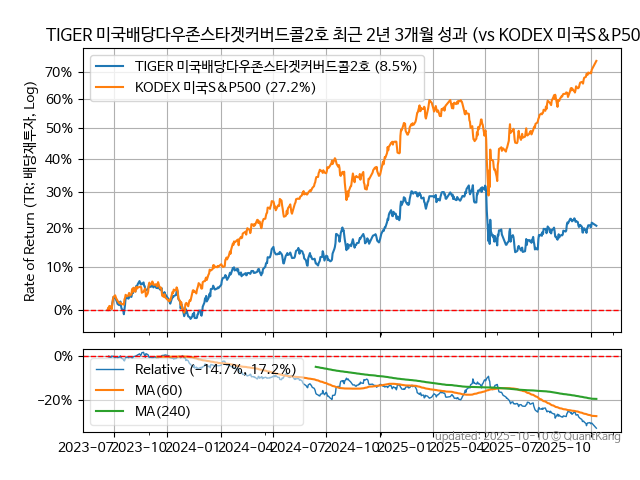 TIGER 미국배당다우존스타겟커버드콜2호 최근 2년 3개월 성과 (vs KODEX 미국S&P50
TIGER 미국배당다우존스타겟커버드콜2호 (8.5%)
KODEX 미국S&P500 (27.2%)
Rate of Return (TR: 배당재투자, Log)
70%
60%
50%
40%
30%
20%
10%
0%
Relative (−14.7%, 17.2%)
MA(60)
MA(240)
0%
−20%
updated: 2025-10-10 © QuantKang
2023-07 2023-10 2024-01 2024-04 2024-07 2024-10 2025-01 2025-04 2025-07 2025-10